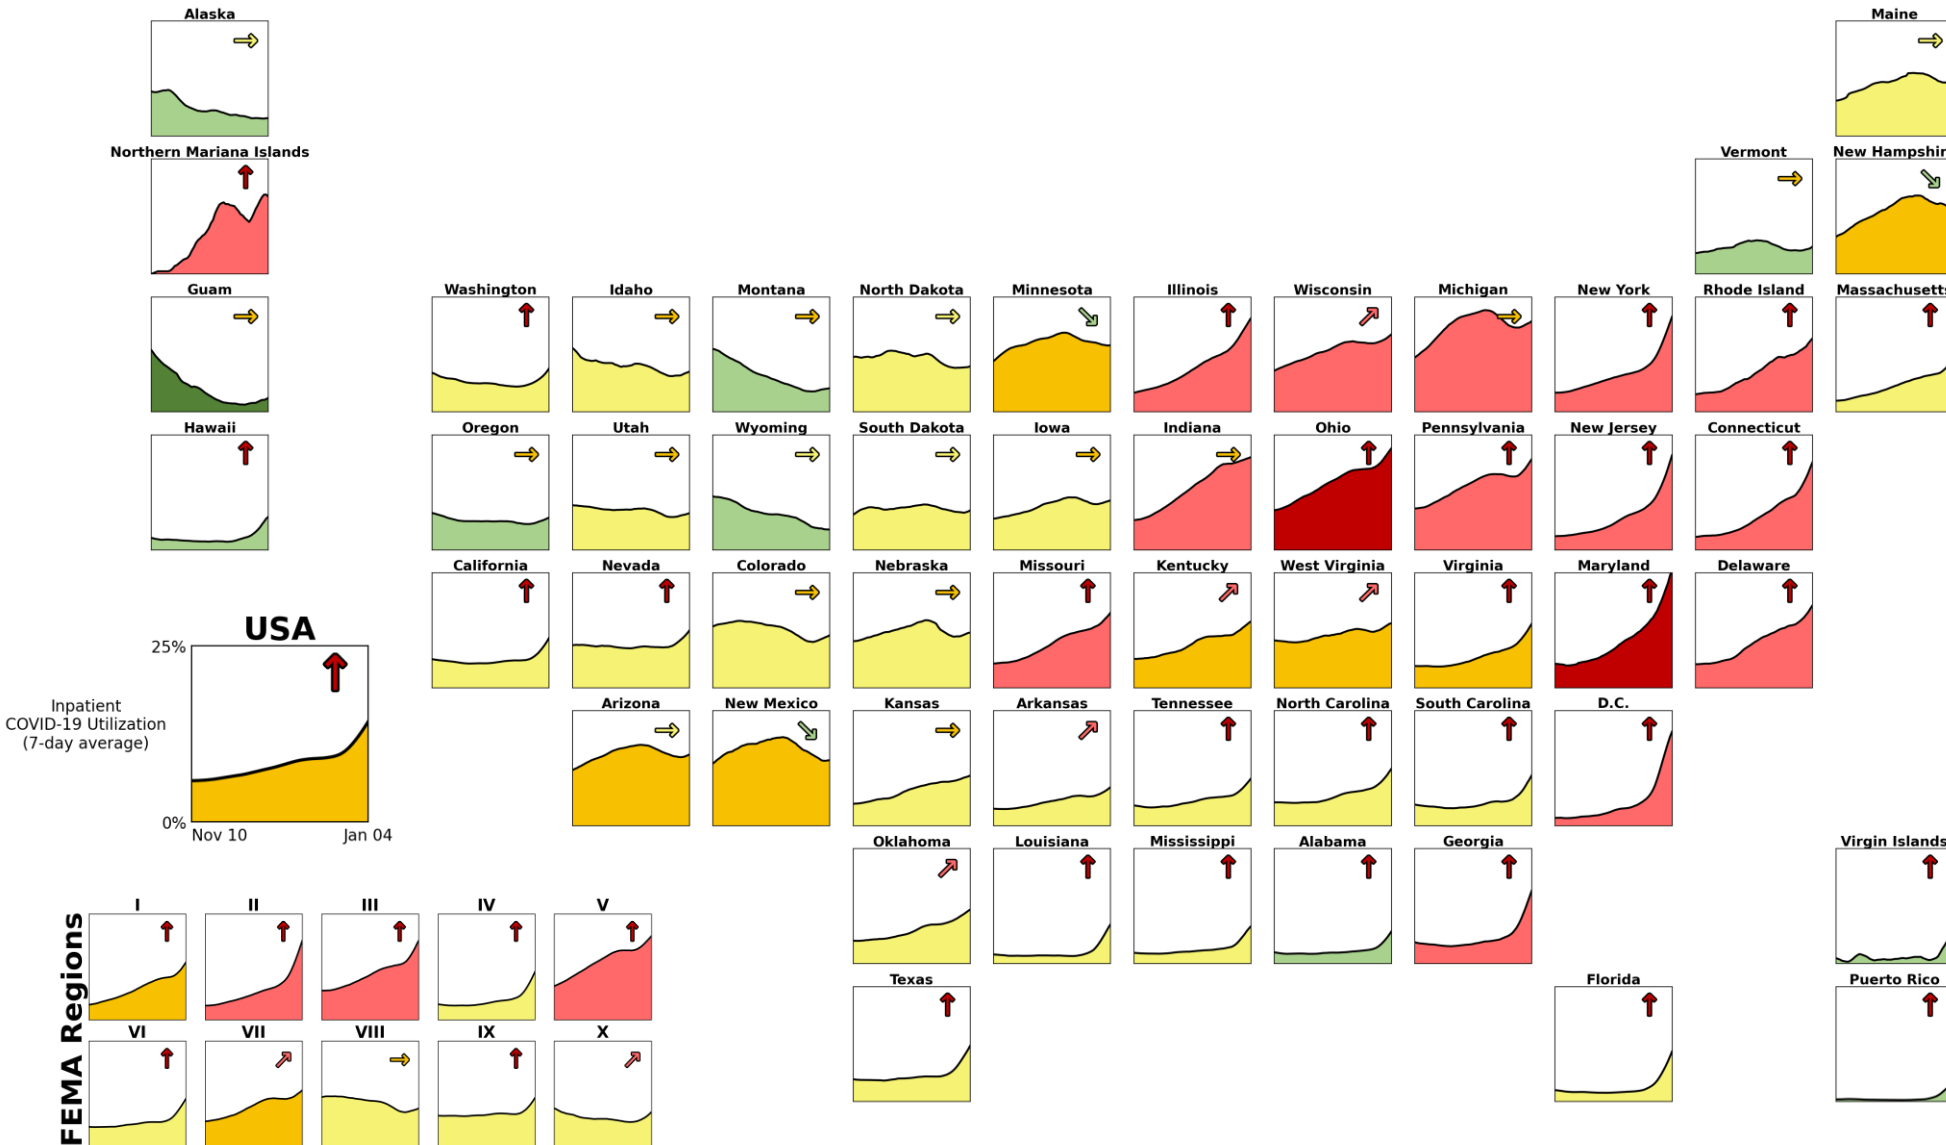 Alaska
Maine
Northern Mariana Islands
Vermont
New Hampshir
Guam
Washington
Idaho
Montana
North Dakota
Minnesota
Illinois
Wisconsin
Michigan
New York
Rhode Island
Massachusetts
Hawaii
Oregon
Utah
Wyoming
South Dakota
Iowa
Indiana
Ohio
Pennsylvania
New Jersey
Connecticut
California
Nevada
Colorado
Nebraska
Missouri
Kentucky
West Virginia
Virginia
Maryland
Delaware
USA
25%
Inpatient
COVID-19 Utilization
(7-day average)
0%
Nov 10
Jan 04
Arizona
New Mexico
Kansas
Arkansas
Tennessee
North Carolina
South Carolina
D.C.
Oklahoma
Louisiana
Mississippi
Alabama
Georgia
Virgin Islands
Texas
Florida
Puerto Rico
FEMA Regions
I
II
III
IV
V
VI
VII
VIII
IX
X